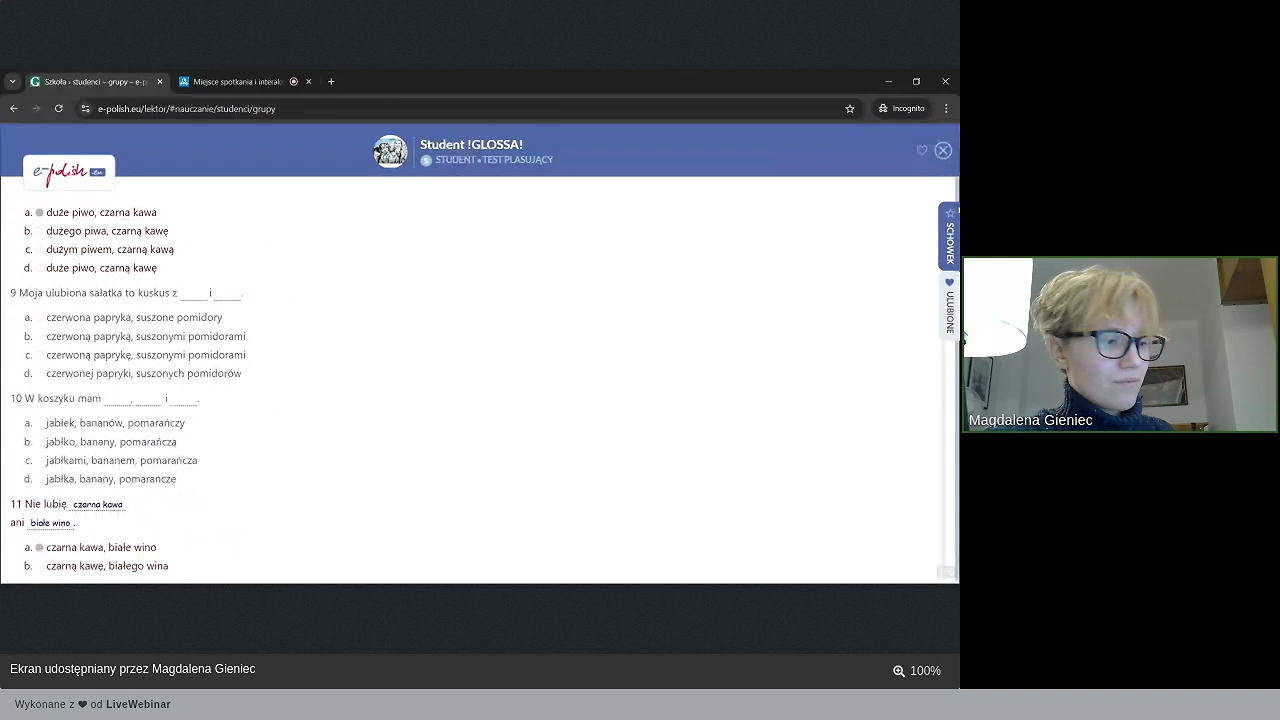 Szkoła › studenci – grupy – e-p
Miejsce spotkania i interak
e-polish.eu/lektor/#nauczanie/studenci/grupy
Incognito
Student !GLOSSA!
STUDENT • TEST PLASUJĄCY
e-polish.eu
SCHOWEK
ULUBIONE
a. duże piwo, czarna kawa
b. dużego piwa, czarną kawę
c. dużym piwem, czarną kawą
d. duże piwo, czarną kawę
9 Moja ulubiona sałatka to kuskus z _____ i _____.
a. czerwona papryka, suszone pomidory
b. czerwoną papryką, suszonymi pomidorami
c. czerwoną paprykę, suszonymi pomidorami
d. czerwonej papryki, suszonych pomidorów
10 W koszyku mam _____, _____ i _____.
a. jabłek, bananów, pomarańczy
b. jabłko, banany, pomarańczą
c. jabłkami, bananem, pomarańcza
d. jabłka, banany, pomarańcze
11 Nie lubię czarna kawa
ani białe wino .
a. czarna kawa, białe wino
b. czarną kawę, białego wina
Magdalena Gieniec
Ekran udostępniany przez Magdalena Gieniec
100%
Wykonane z ❤ od LiveWebinar